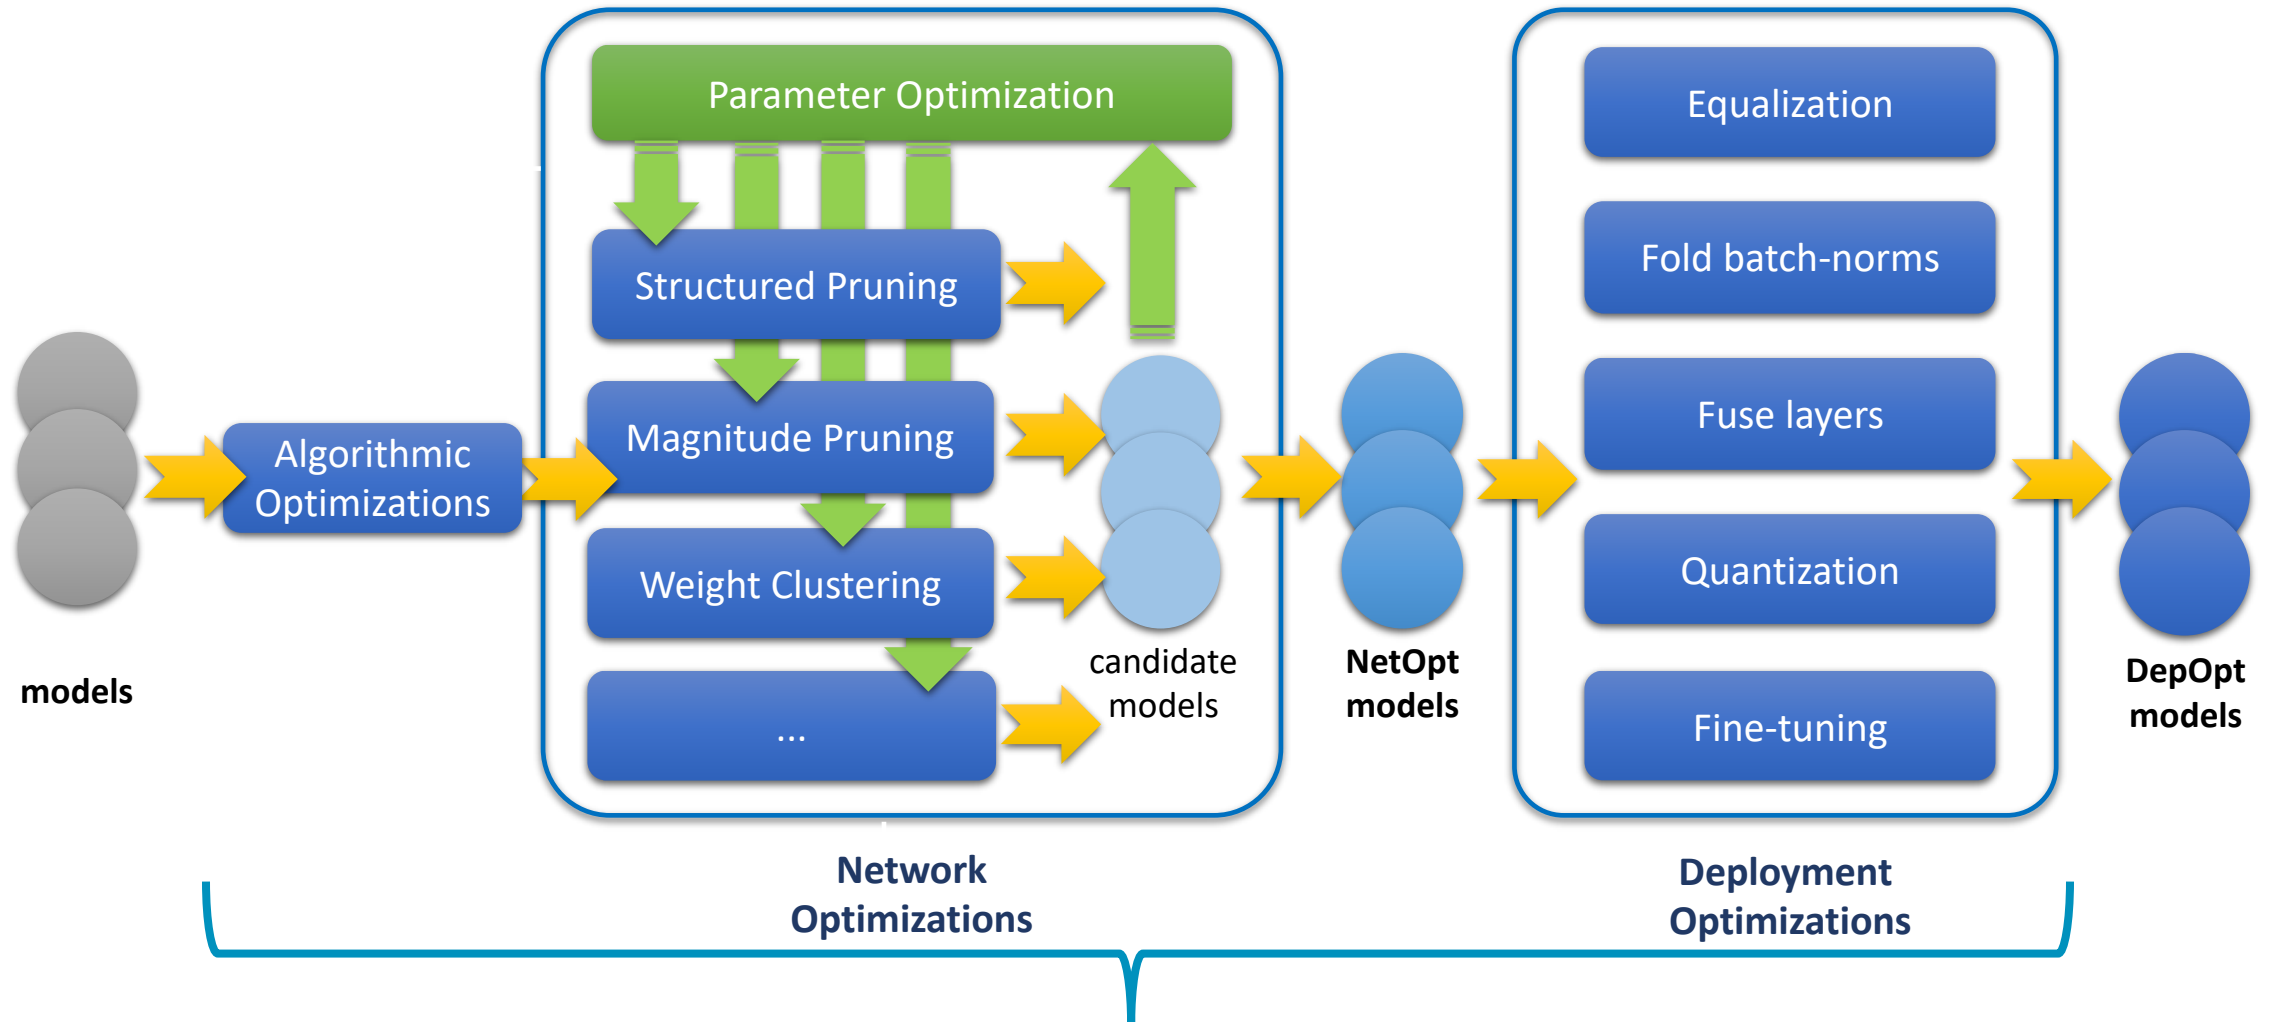 models
Algorithmic
Optimizations
Parameter Optimization
Structured Pruning
Magnitude Pruning
Weight Clustering
...
candidate
models
Network
Optimizations
NetOpt
models
Equalization
Fold batch-norms
Fuse layers
Quantization
Fine-tuning
Deployment
Optimizations
DepOpt
models